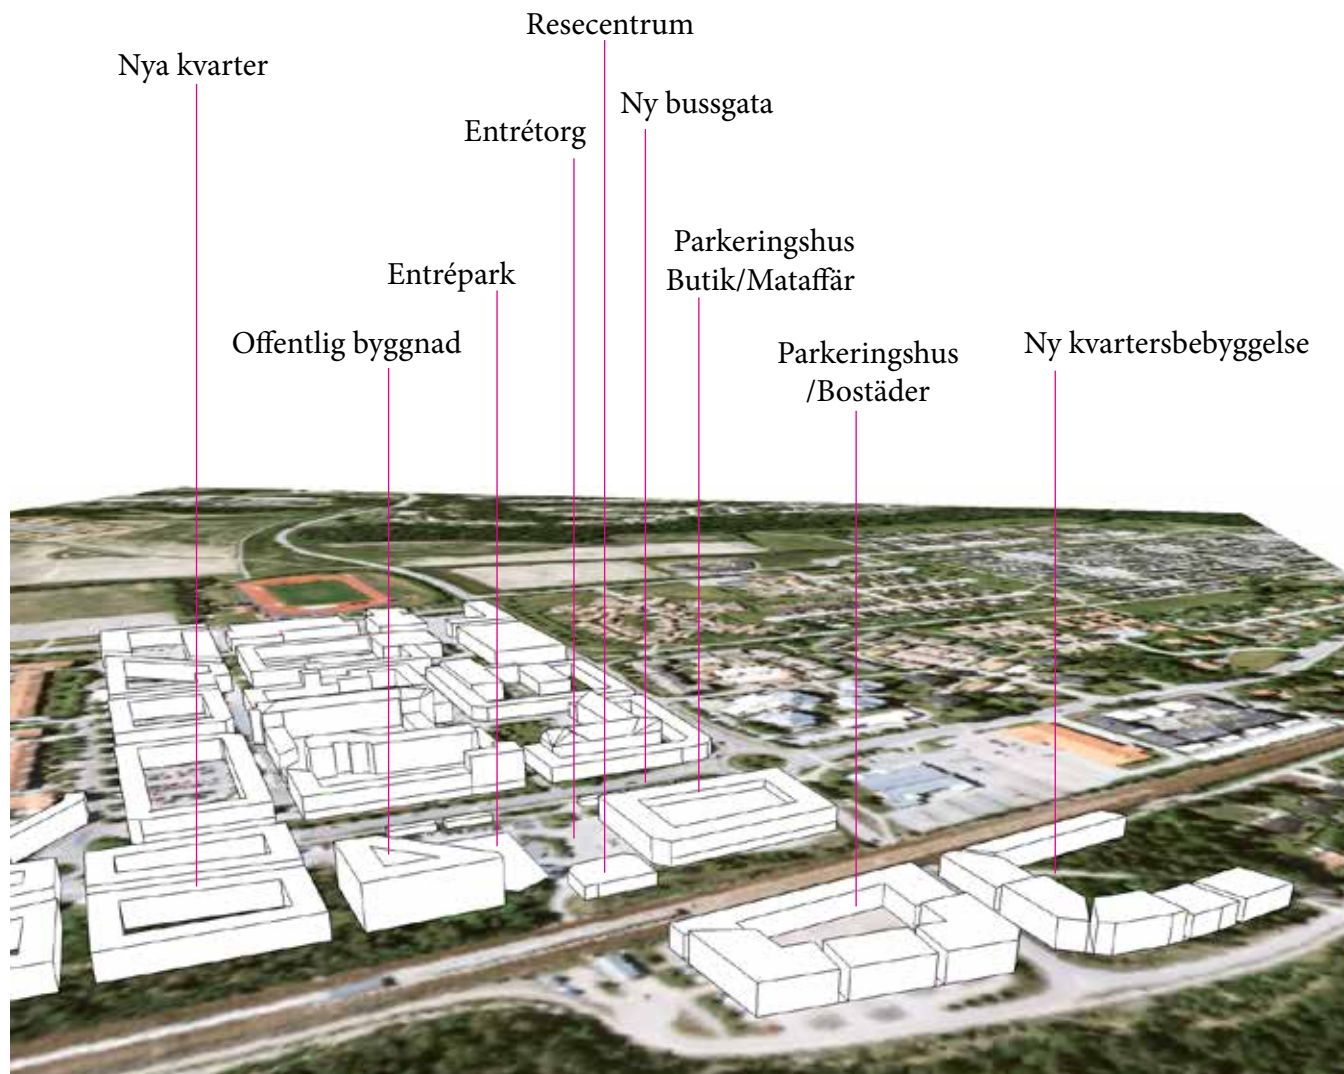 Resecentrum
Nya kvarter
Ny bussgata
Entrétorg
Parkeringshus
Butik/Mataffär
Entrépark
Offentlig byggnad
Parkeringshus
/Bostäder
Ny kvartersbebyggelse